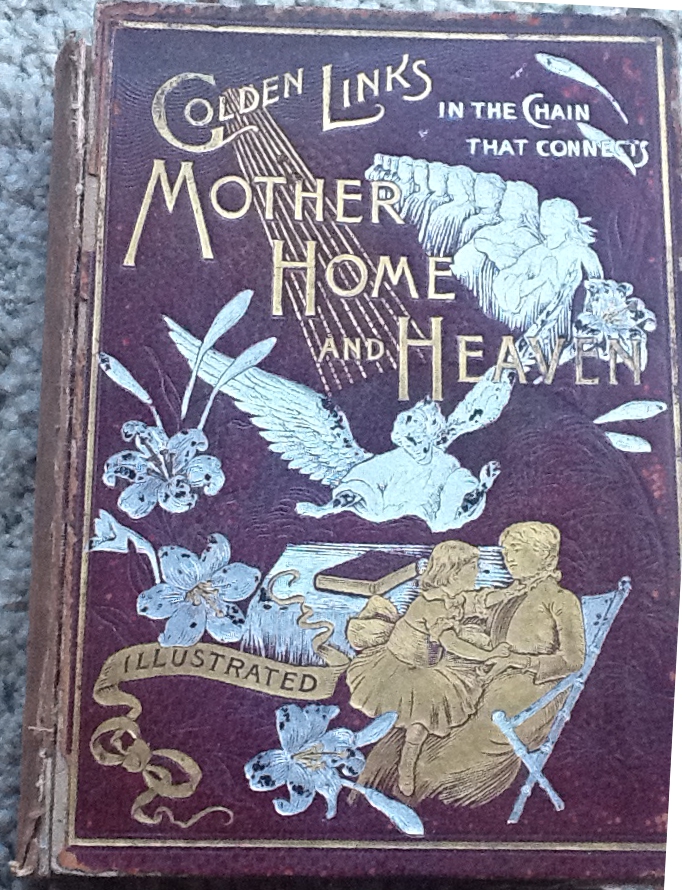 GOLDEN LINKS
IN THE CHAIN
THAT CONNECTS
MOTHER
HOME
AND HEAVEN
ILLUSTRATED